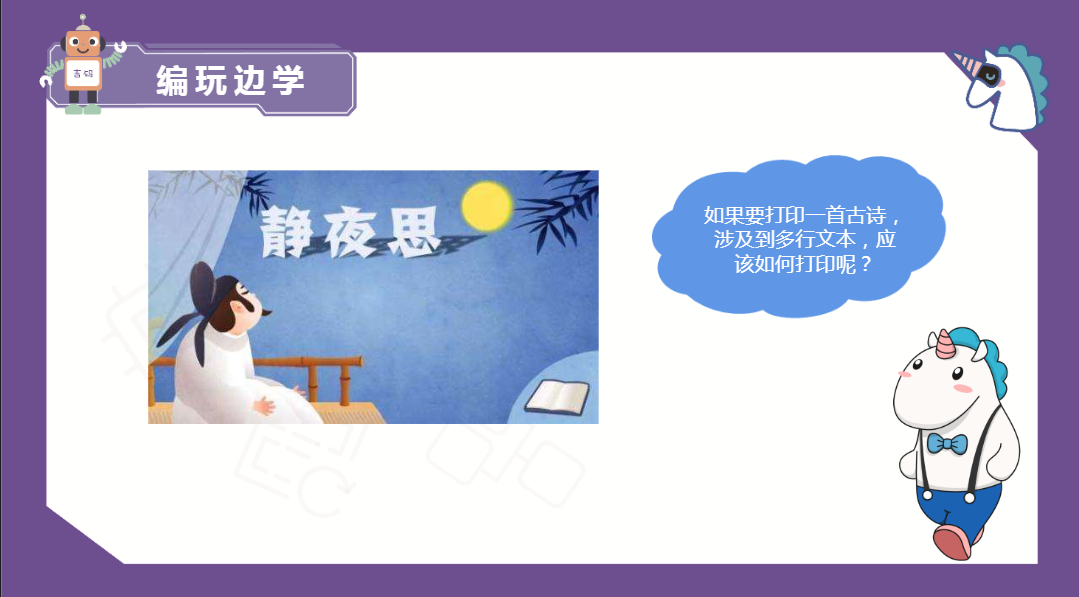 吉码
编玩边学
静夜思
如果要打印一首古诗，
涉及到多行文本，应
该如何打印呢？